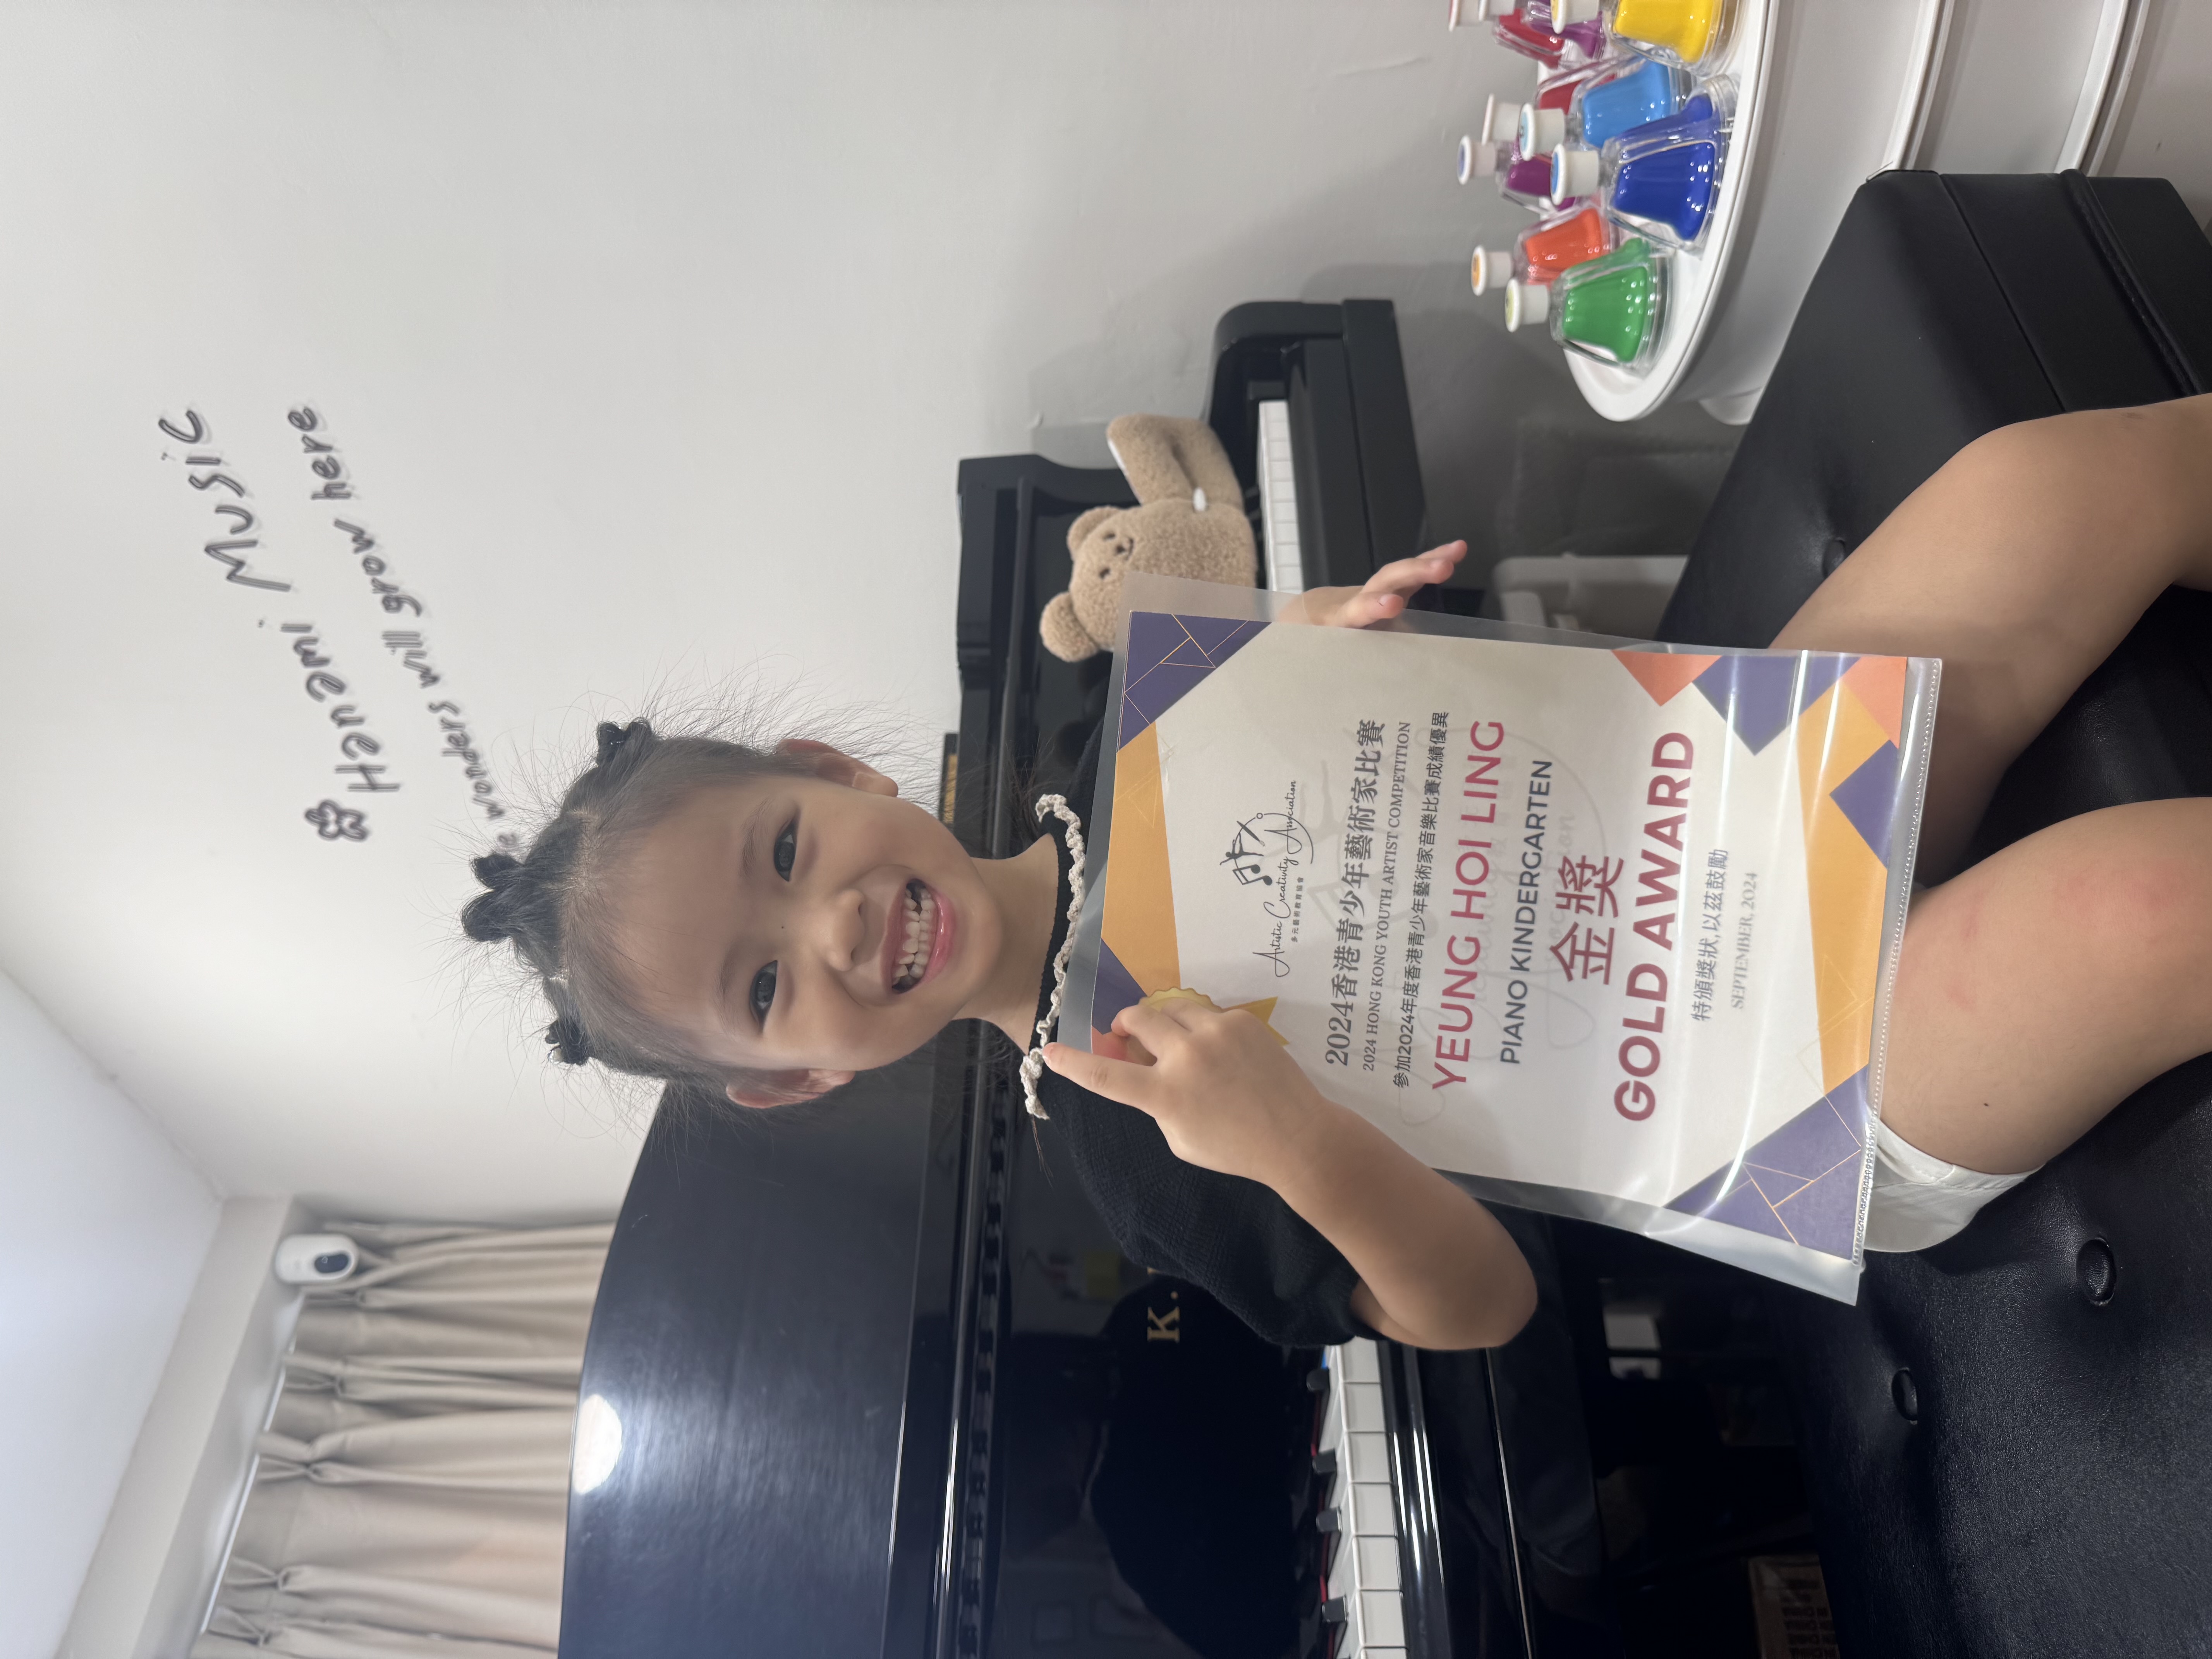 Hanami Music
wonders will grow here
K.
Artistic Creativity Association
多元藝術教育協會
2024香港青少年藝術家比賽
2024 HONG KONG YOUTH ARTIST COMPETITION
參加2024年度香港青少年藝術家音樂比賽成績優異
YEUNG HOI LING
PIANO KINDERGARTEN
金獎
GOLD AWARD
特頒獎狀,以茲鼓勵
SEPTEMBER, 2024